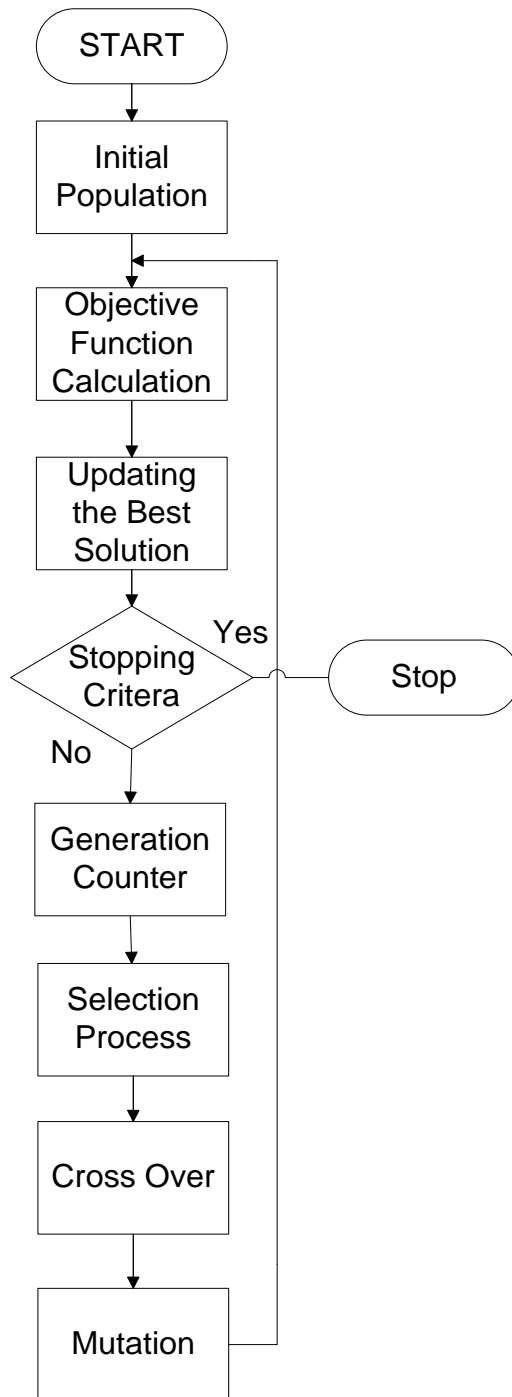 START
Initial
Population
Objective
Function
Calculation
Updating
the Best
Solution
Yes
Stopping
Critera
Stop
No
Generation
Counter
Selection
Process
Cross Over
Mutation